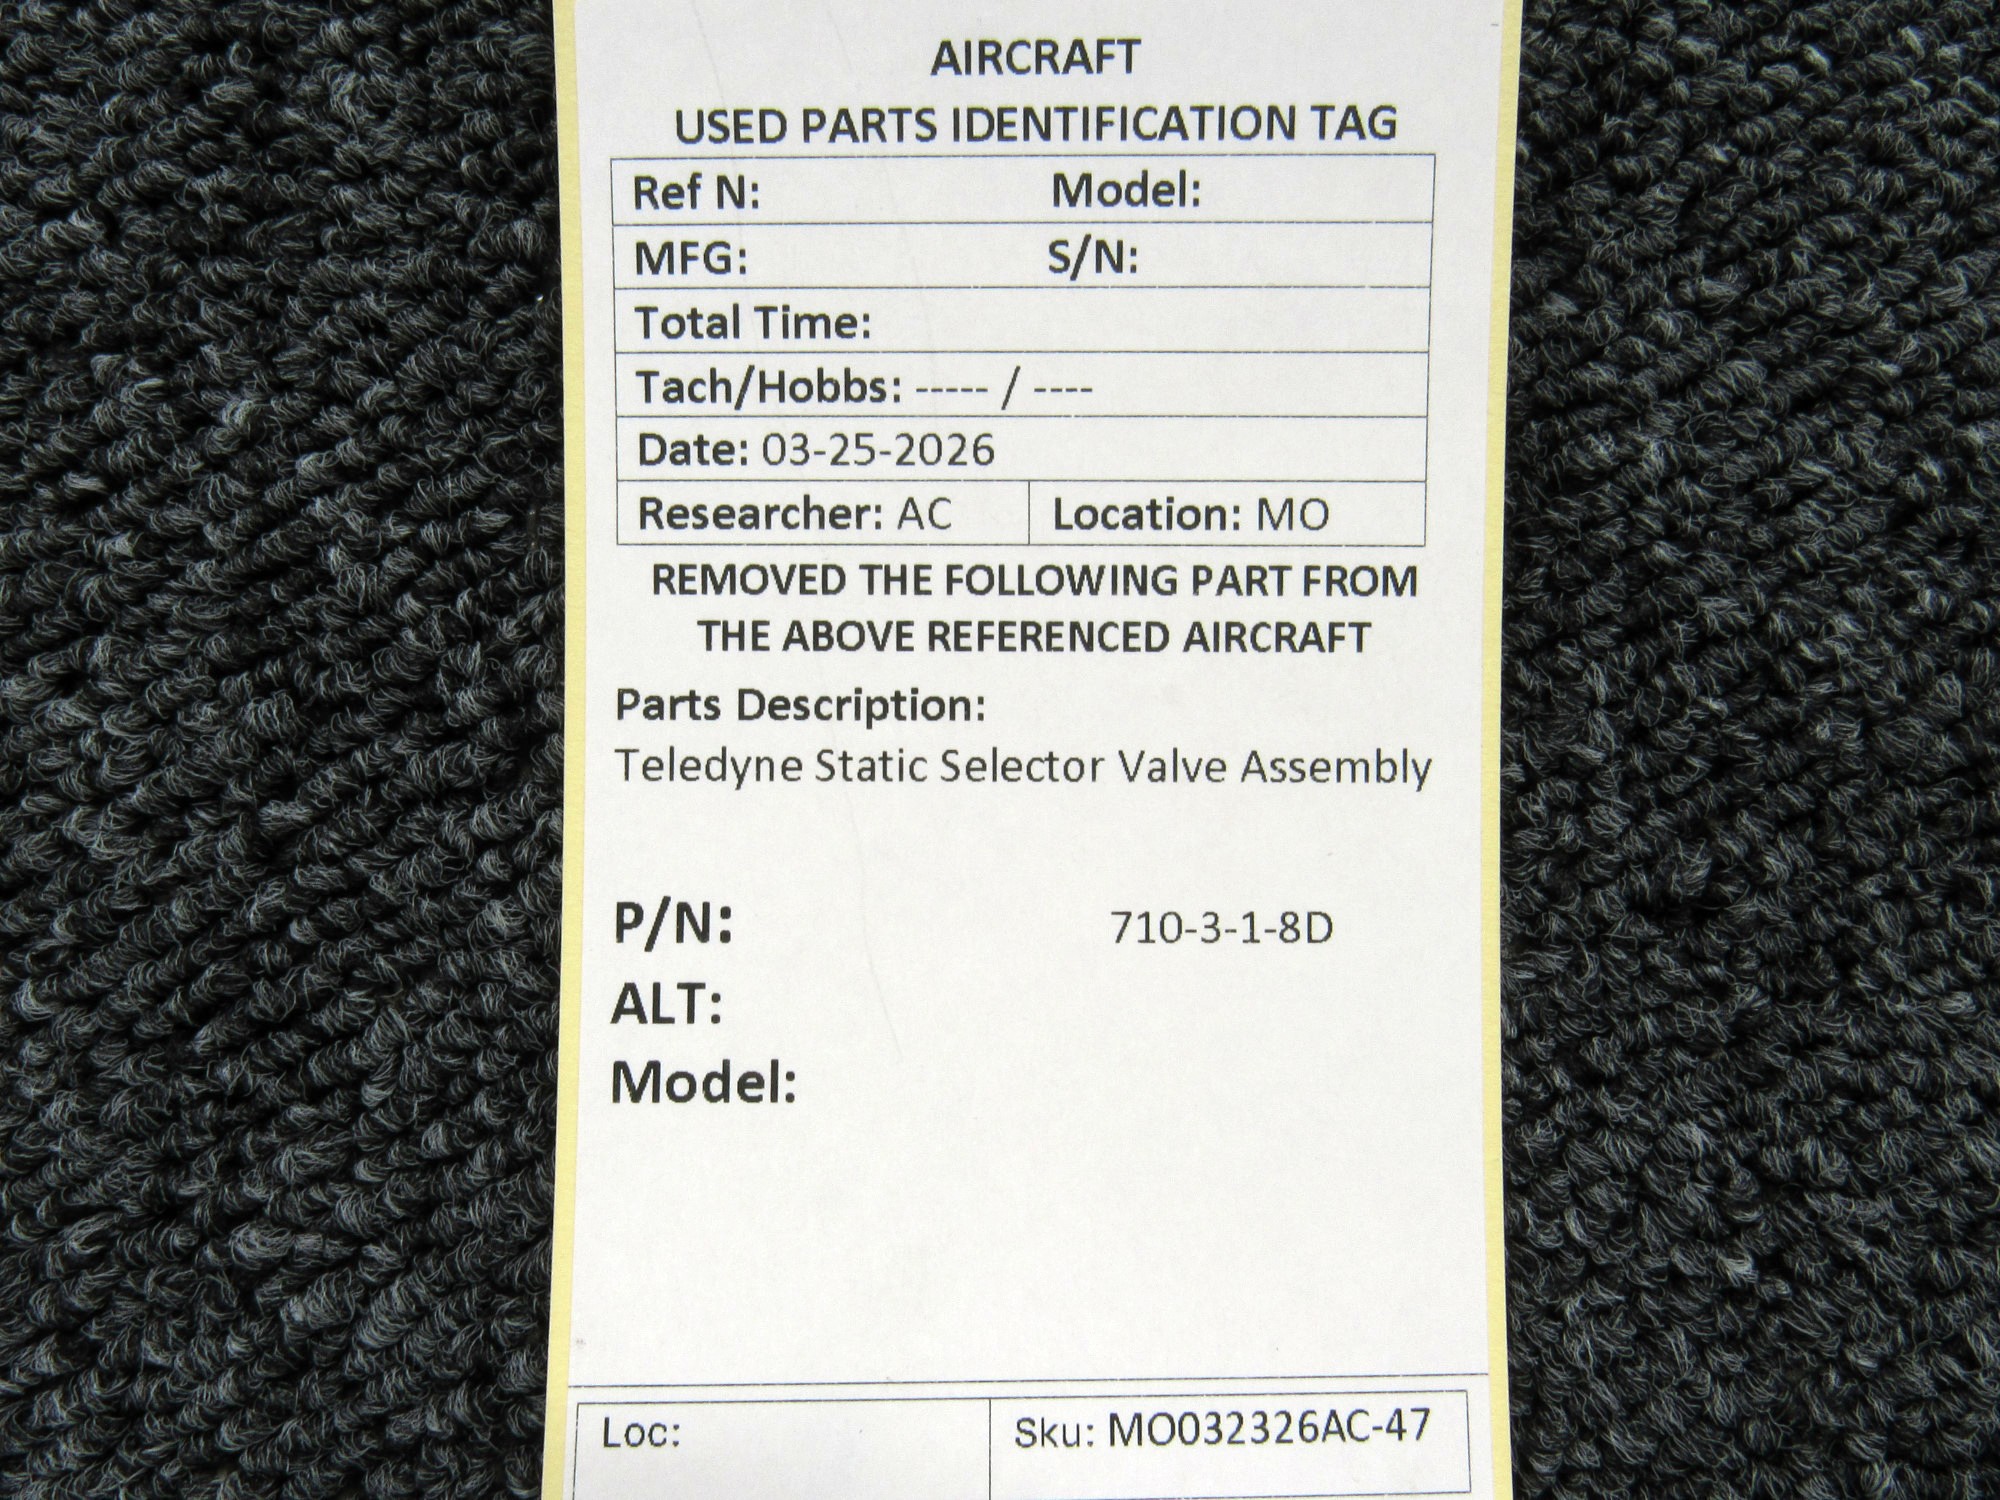 AIRCRAFT
USED PARTS IDENTIFICATION TAG
Ref N: Model:
MFG: S/N:
Total Time:
Tach/Hobbs: ----- / ----
Date: 03-25-2026
Researcher: AC Location: MO
REMOVED THE FOLLOWING PART FROM
THE ABOVE REFERENCED AIRCRAFT
Parts Description:
Teledyne Static Selector Valve Assembly
P/N: 710-3-1-8D
ALT:
Model:
Loc: Sku: MO032326AC-47